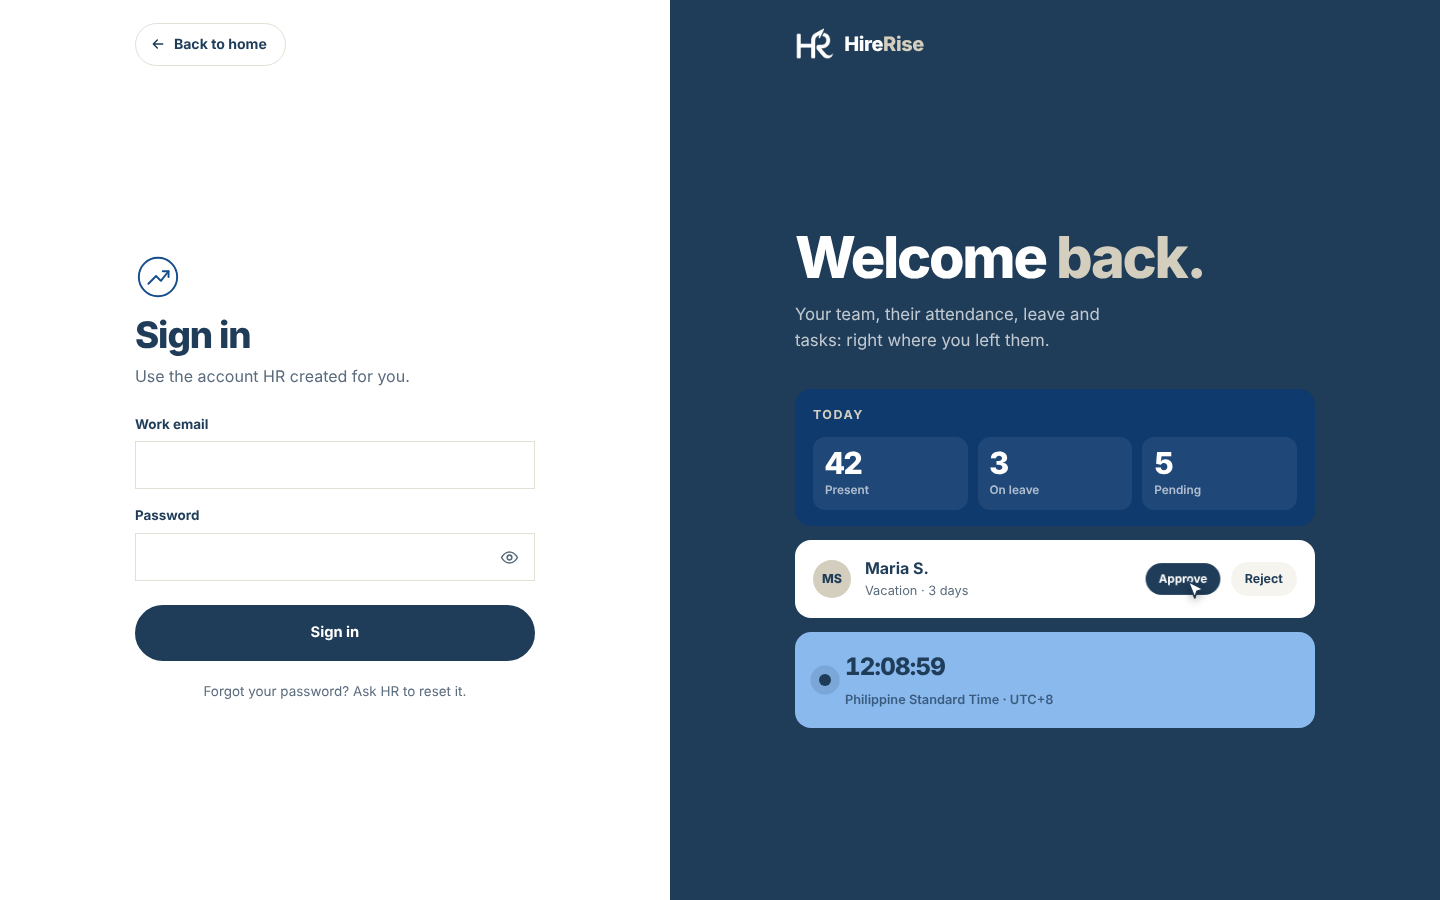 Back to home
Sign in
Use the account HR created for you.
Work email
Password
Sign in
Forgot your password? Ask HR to reset it.
HR HireRise
Welcome back.
Your team, their attendance, leave and
tasks: right where you left them.
TODAY
42
Present
3
On leave
5
Pending
MS
Maria S.
Vacation · 3 days
Approve
Reject
12:08:59
Philippine Standard Time · UTC+8